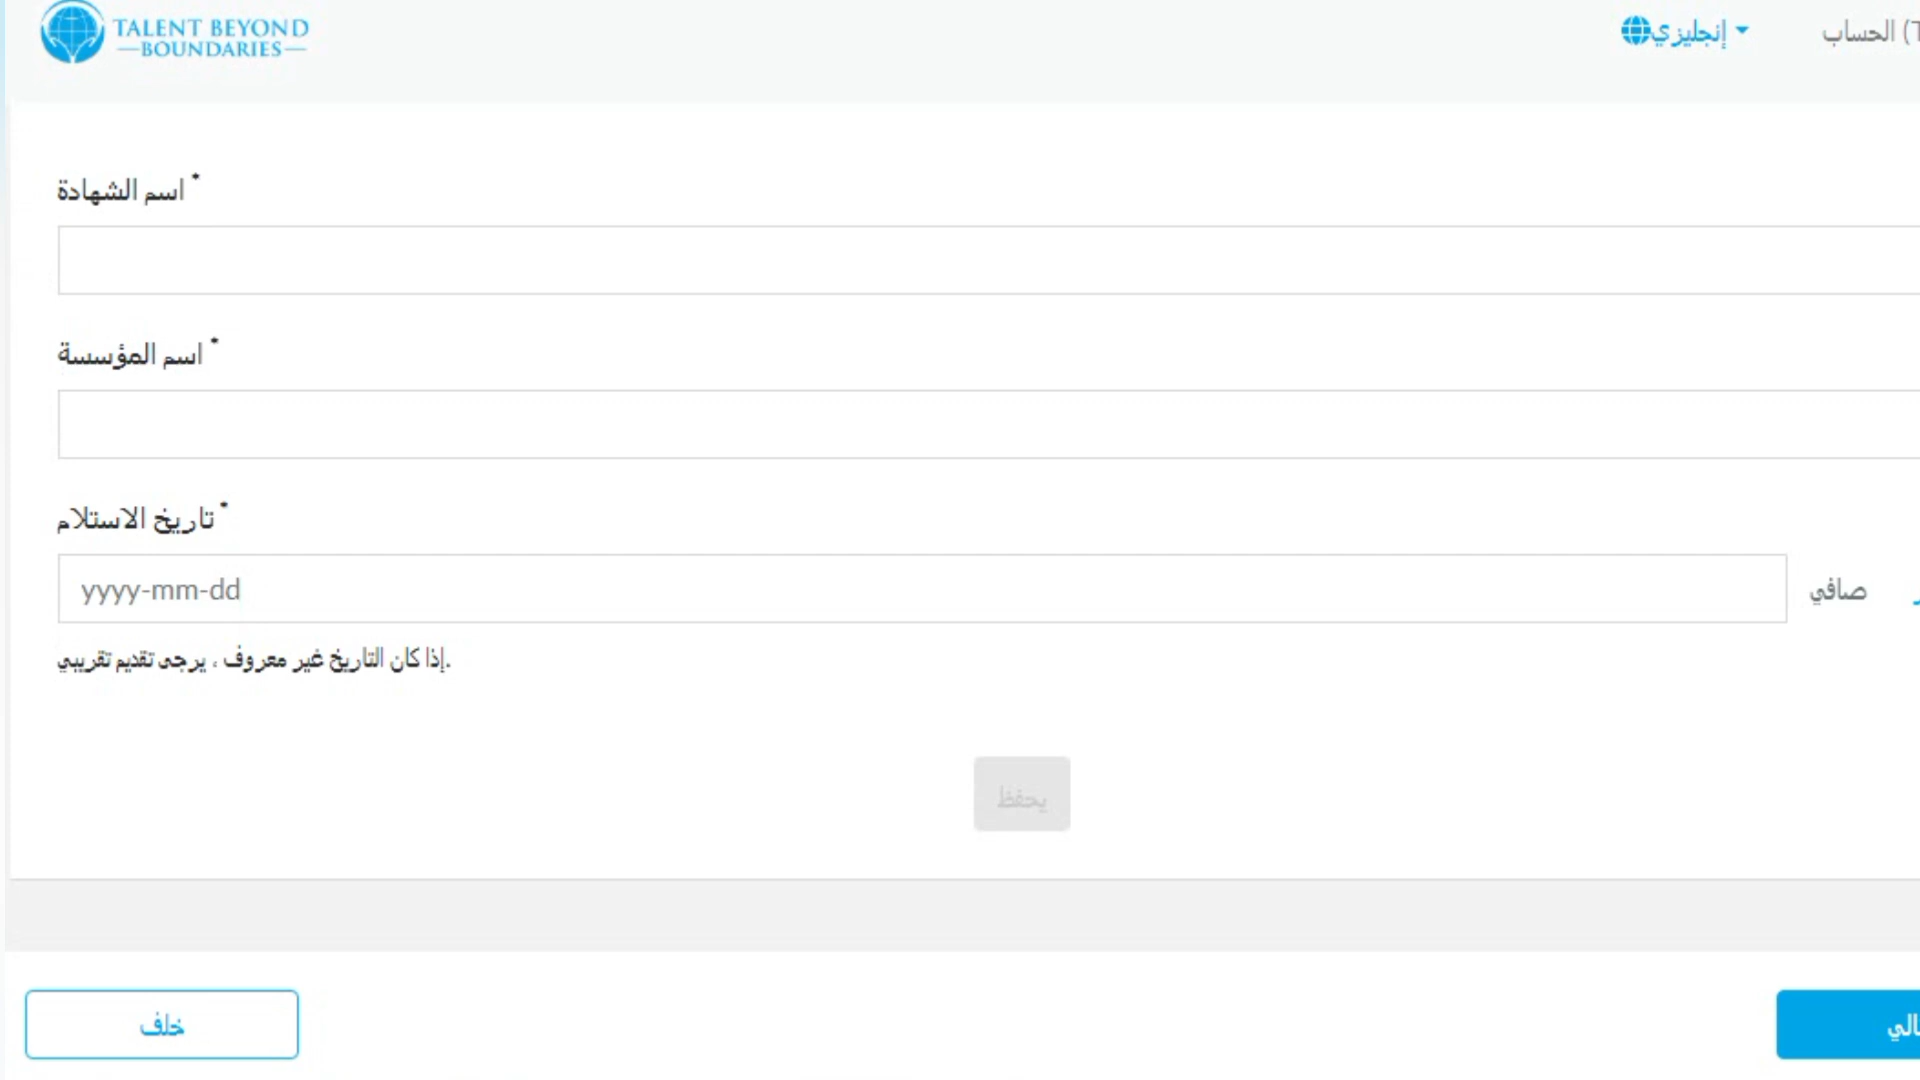 TALENT BEYOND
—BOUNDARIES—
إنجليزي
الحساب
اسم الشهادة *
اسم المؤسسة *
تاريخ الاستلام *
yyyy-mm-dd
صافي
إذا كان التاريخ غير معروف ، يرجى تقديم تقريبي.
يحفظ
خلف